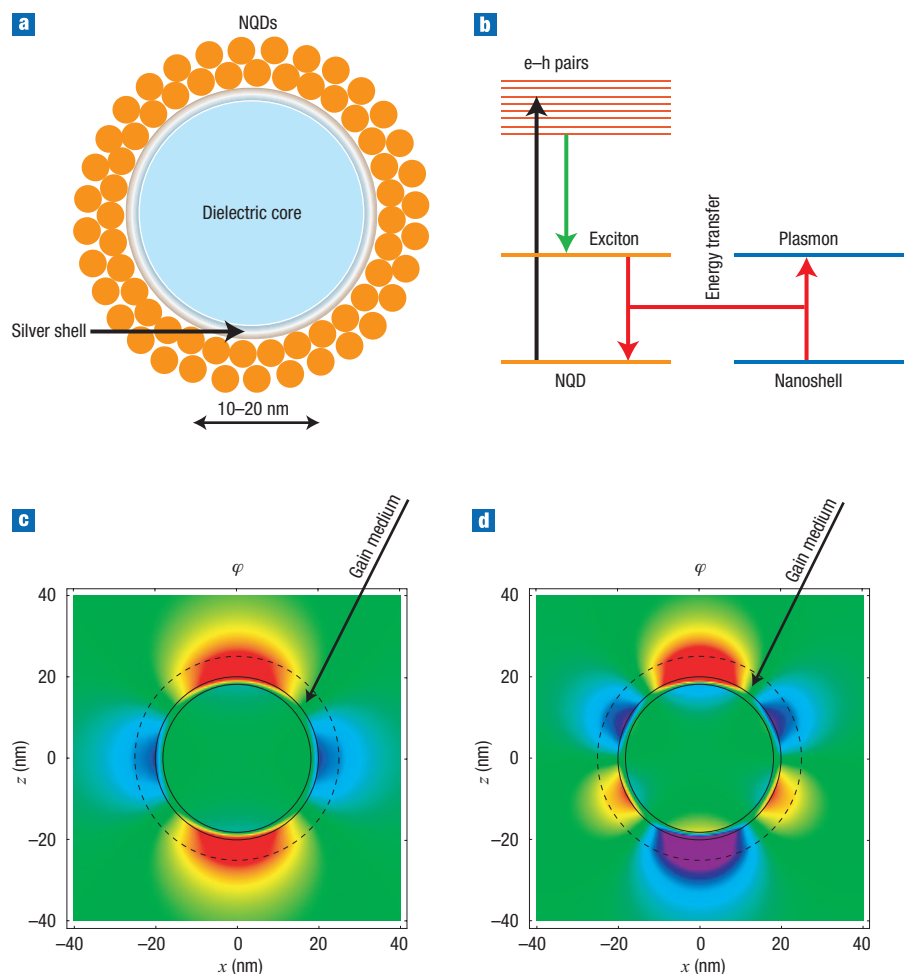 a
NQDs
Dielectric core
Silver shell
10–20 nm
b
e–h pairs
Exciton
Plasmon
Energy transfer
NQD
Nanoshell
c
Gain medium
φ
40
20
0
−20
−40
z (nm)
−40 −20 0 20 40
x (nm)
d
Gain medium
φ
40
20
0
−20
−40
z (nm)
−40 −20 0 20 40
x (nm)